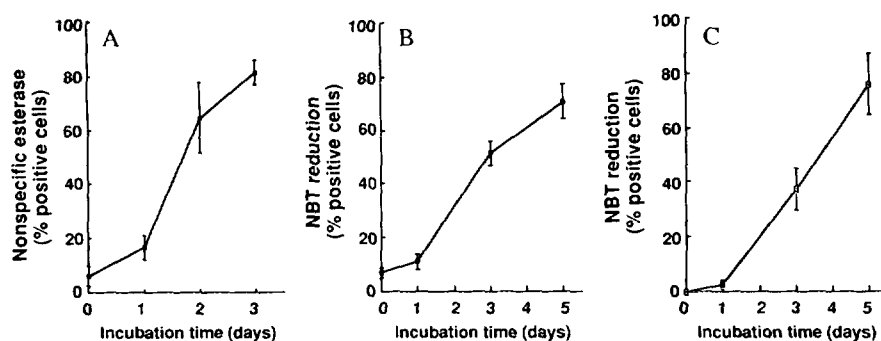 A
Nonspecific esterase
(% positive cells)
100
80
60
40
20
0
0 1 2 3
Incubation time (days)
B
NBT reduction
(% positive cells)
100
80
60
40
20
0
0 1 2 3 4 5
Incubation time (days)
C
NBT reduction
(% positive cells)
100
80
60
40
20
0
0 1 2 3 4 5
Incubation time (days)